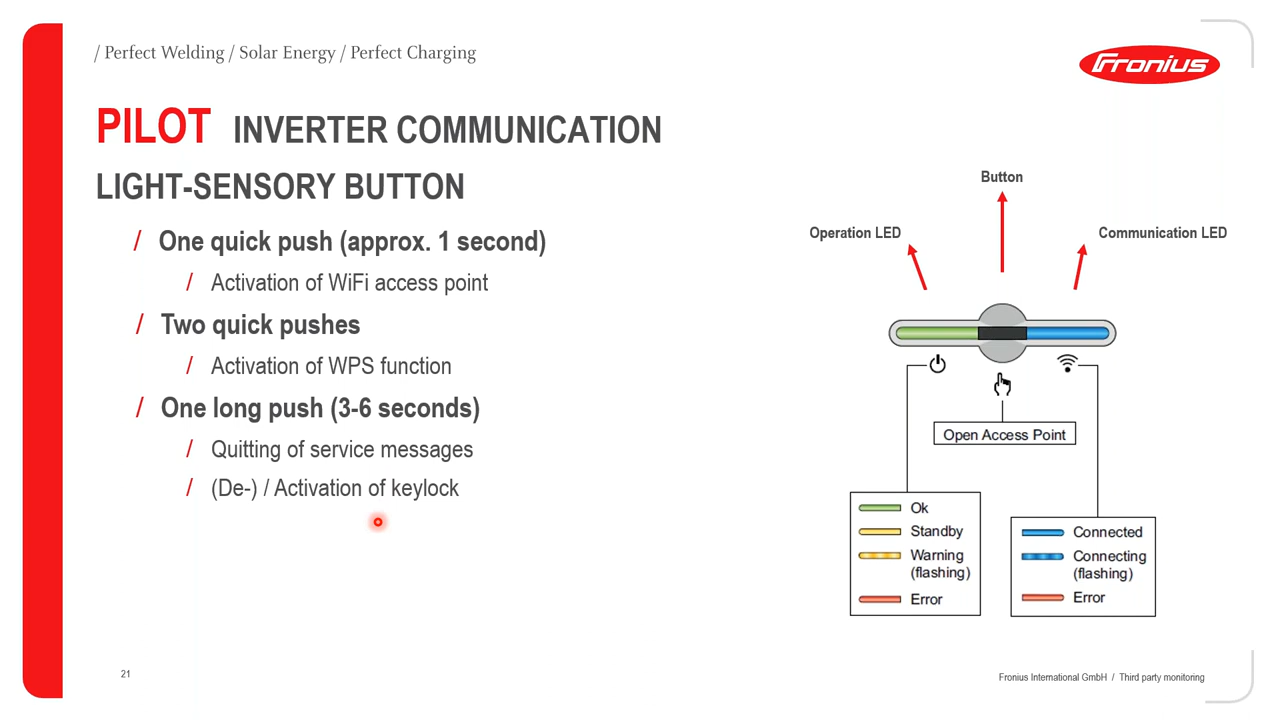 / Perfect Welding / Solar Energy / Perfect Charging
Fronius
PILOT INVERTER COMMUNICATION
LIGHT-SENSORY BUTTON
/ One quick push (approx. 1 second)
/ Activation of WiFi access point
/ Two quick pushes
/ Activation of WPS function
/ One long push (3-6 seconds)
/ Quitting of service messages
/ (De-) / Activation of keylock
Button
Operation LED
Communication LED
Open Access Point
Ok
Standby
Warning
(flashing)
Error
Connected
Connecting
(flashing)
Error
21
Fronius International GmbH / Third party monitoring